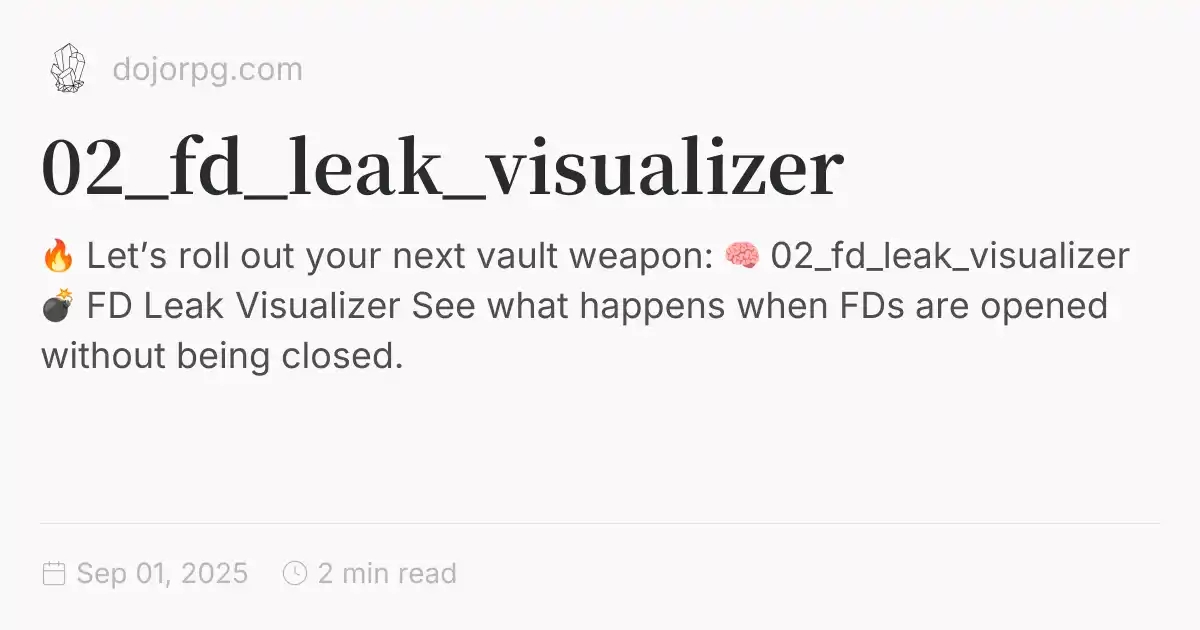 dojorpg.com
02_fd_leak_visualizer
🔥 Let’s roll out your next vault weapon: 🧠 02_fd_leak_visualizer
💣 FD Leak Visualizer See what happens when FDs are opened
without being closed.
Sep 01, 2025 2 min read